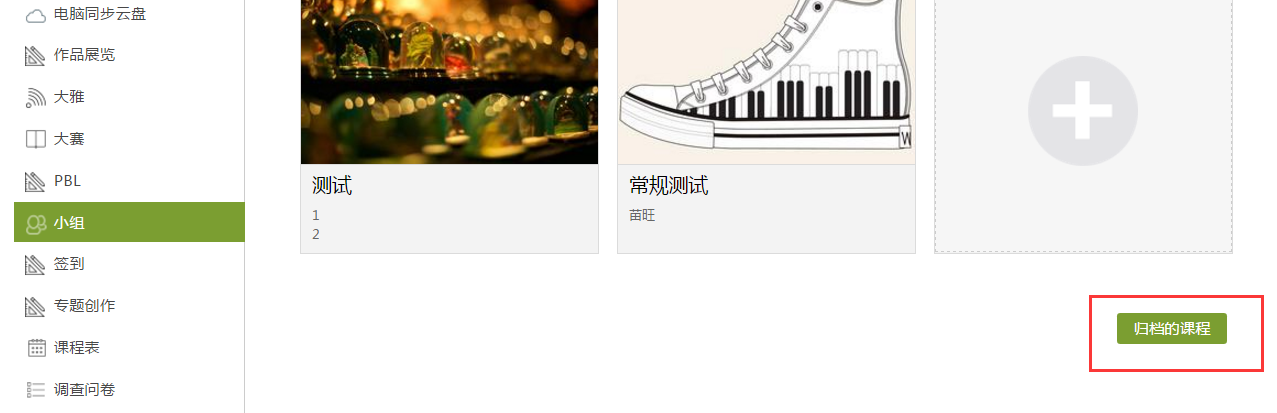 电脑同步云盘
作品展览
大雅
大赛
PBL
小组
签到
专题创作
课程表
调查问卷
测试
1
2
W
常规测试
苗旺
归档的课程